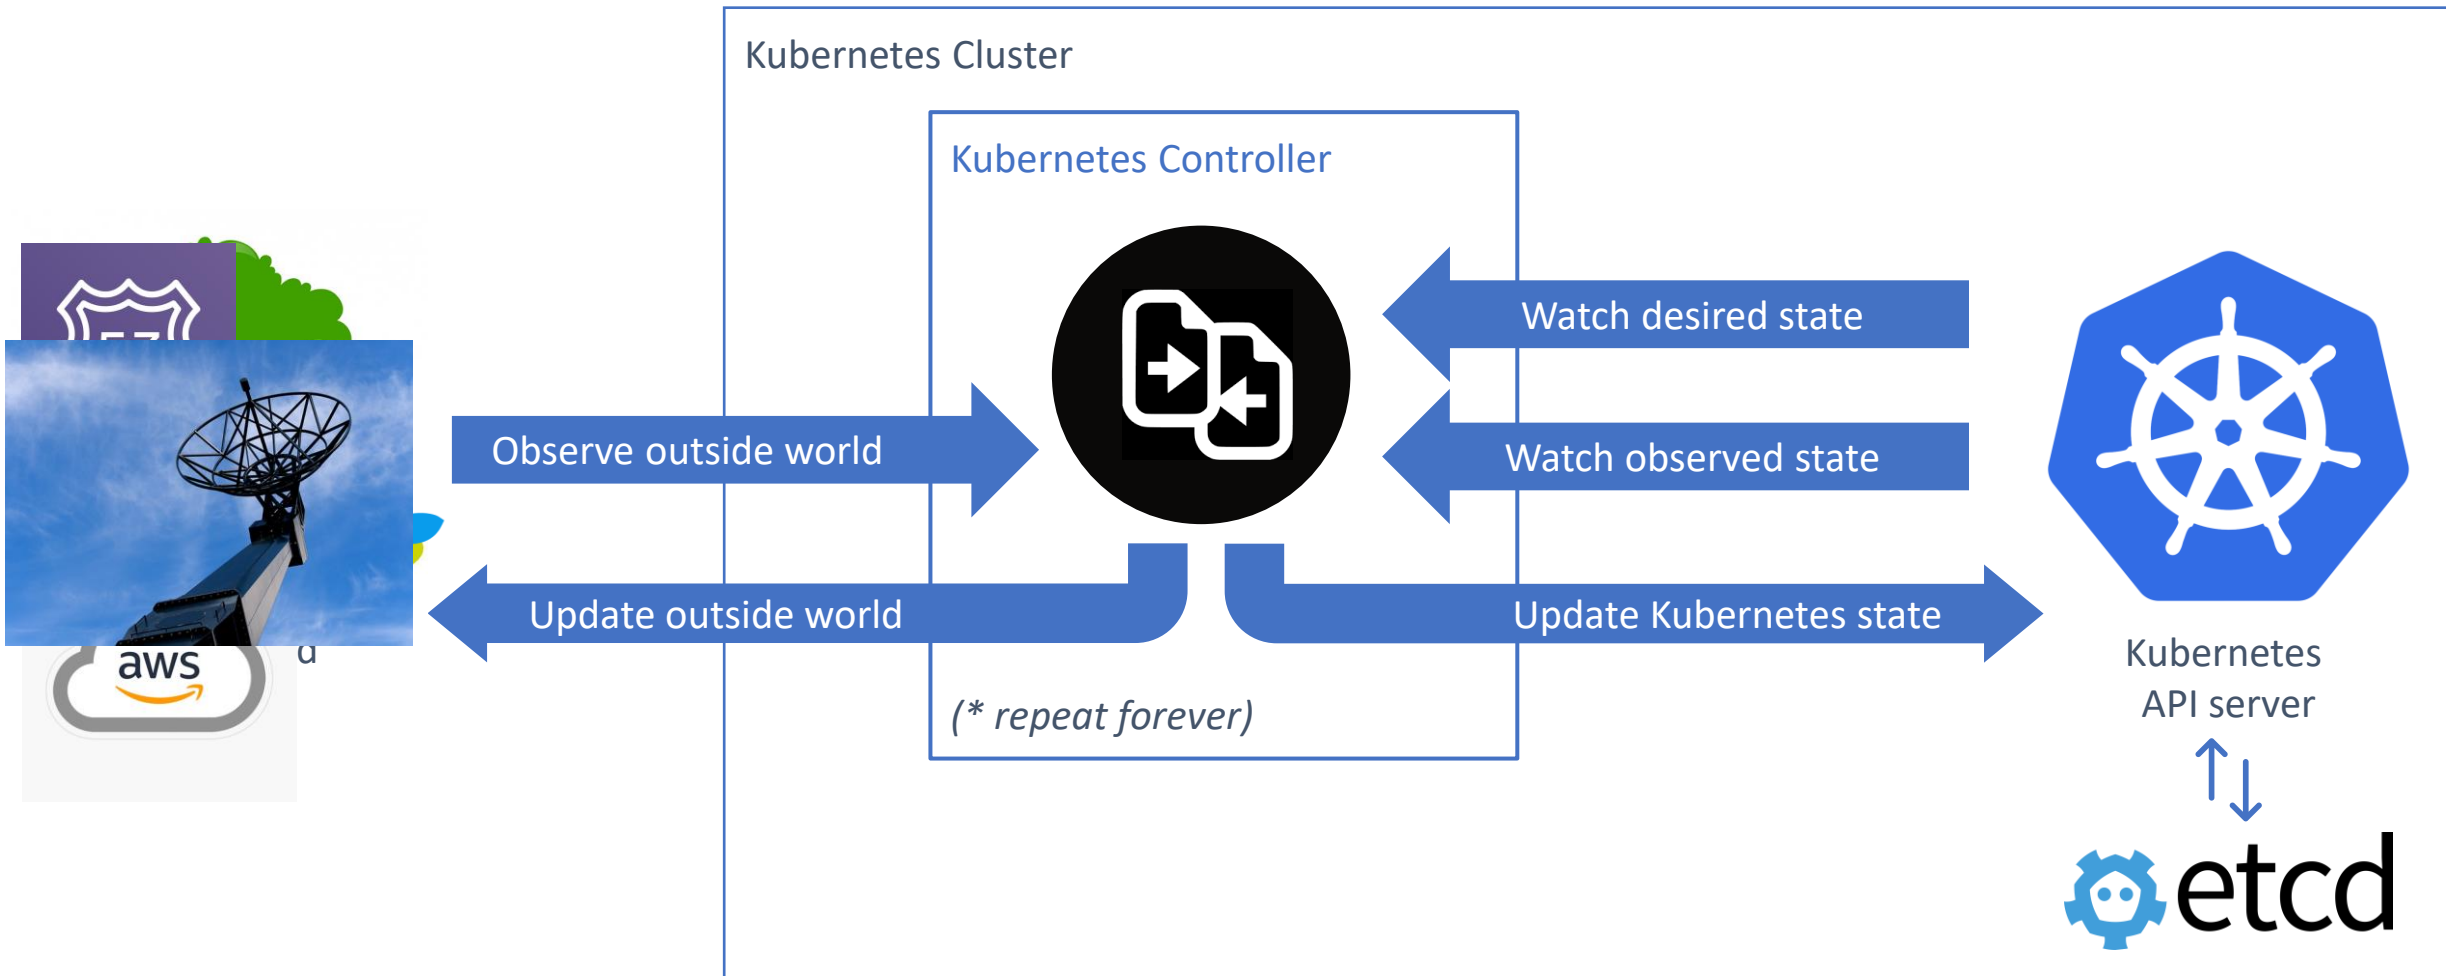 Kubernetes Cluster
Kubernetes Controller
Watch desired state
Observe outside world
Watch observed state
Update outside world
Update Kubernetes state
aws
Kubernetes
API server
(* repeat forever)
etcd